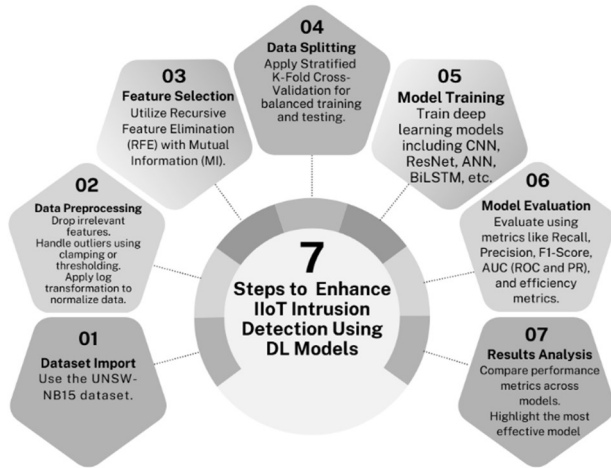 01
Dataset Import
Use the UNSW-
NB15 dataset.
02
Data Preprocessing
Drop irrelevant
features.
Handle outliers using
clamping or
thresholding.
Apply log
transformation to
normalize data.
03
Feature Selection
Utilize Recursive
Feature Elimination
(RFE) with Mutual
Information (MI).
04
Data Splitting
Apply Stratified
K-Fold Cross-
Validation for
balanced training
and testing.
05
Model Training
Train deep
learning models
including CNN,
ResNet, ANN,
BiLSTM, etc.
06
Model Evaluation
Evaluate using
metrics like Recall,
Precision, F1-Score,
AUC (ROC and PR),
and efficiency
metrics.
07
Results Analysis
Compare performance
metrics across
models.
Highlight the most
effective model
7
Steps to Enhance
IIoT Intrusion
Detection Using
DL Models